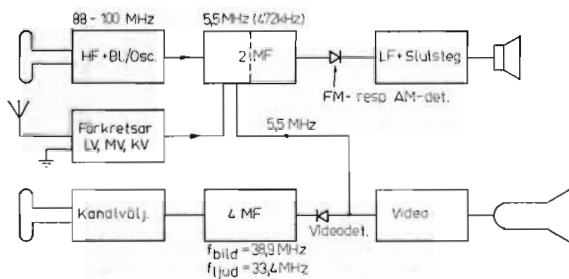 88 - 100 MHz
5,5 MHz (472kHz)
HF + Bl./Osc.
2 MF
LF + Slutsteg
FM- resp AM-det.
Förkretsar
LV, MV, KV
5,5 MHz
Kanalvälj.
4 MF
Videodet.
Video
fbild = 38,9 MHz
fljud = 33,4 MHz